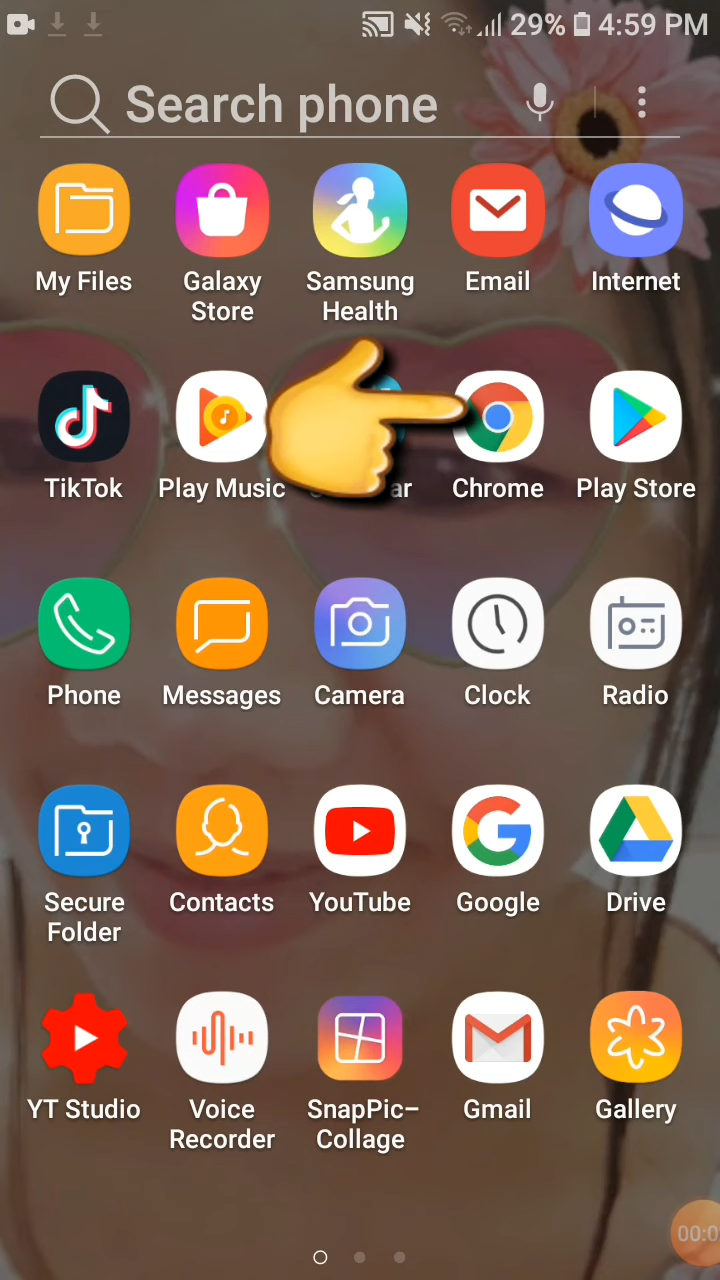 29% 4:59 PM
Search phone
My Files
Galaxy
Store
Samsung
Health
Email
Internet
TikTok
Play Music
ar
Chrome
Play Store
Phone
Messages
Camera
Clock
Radio
Secure
Folder
Contacts
YouTube
Google
Drive
YT Studio
Voice
Recorder
SnapPic–
Collage
Gmail
Gallery
00:0